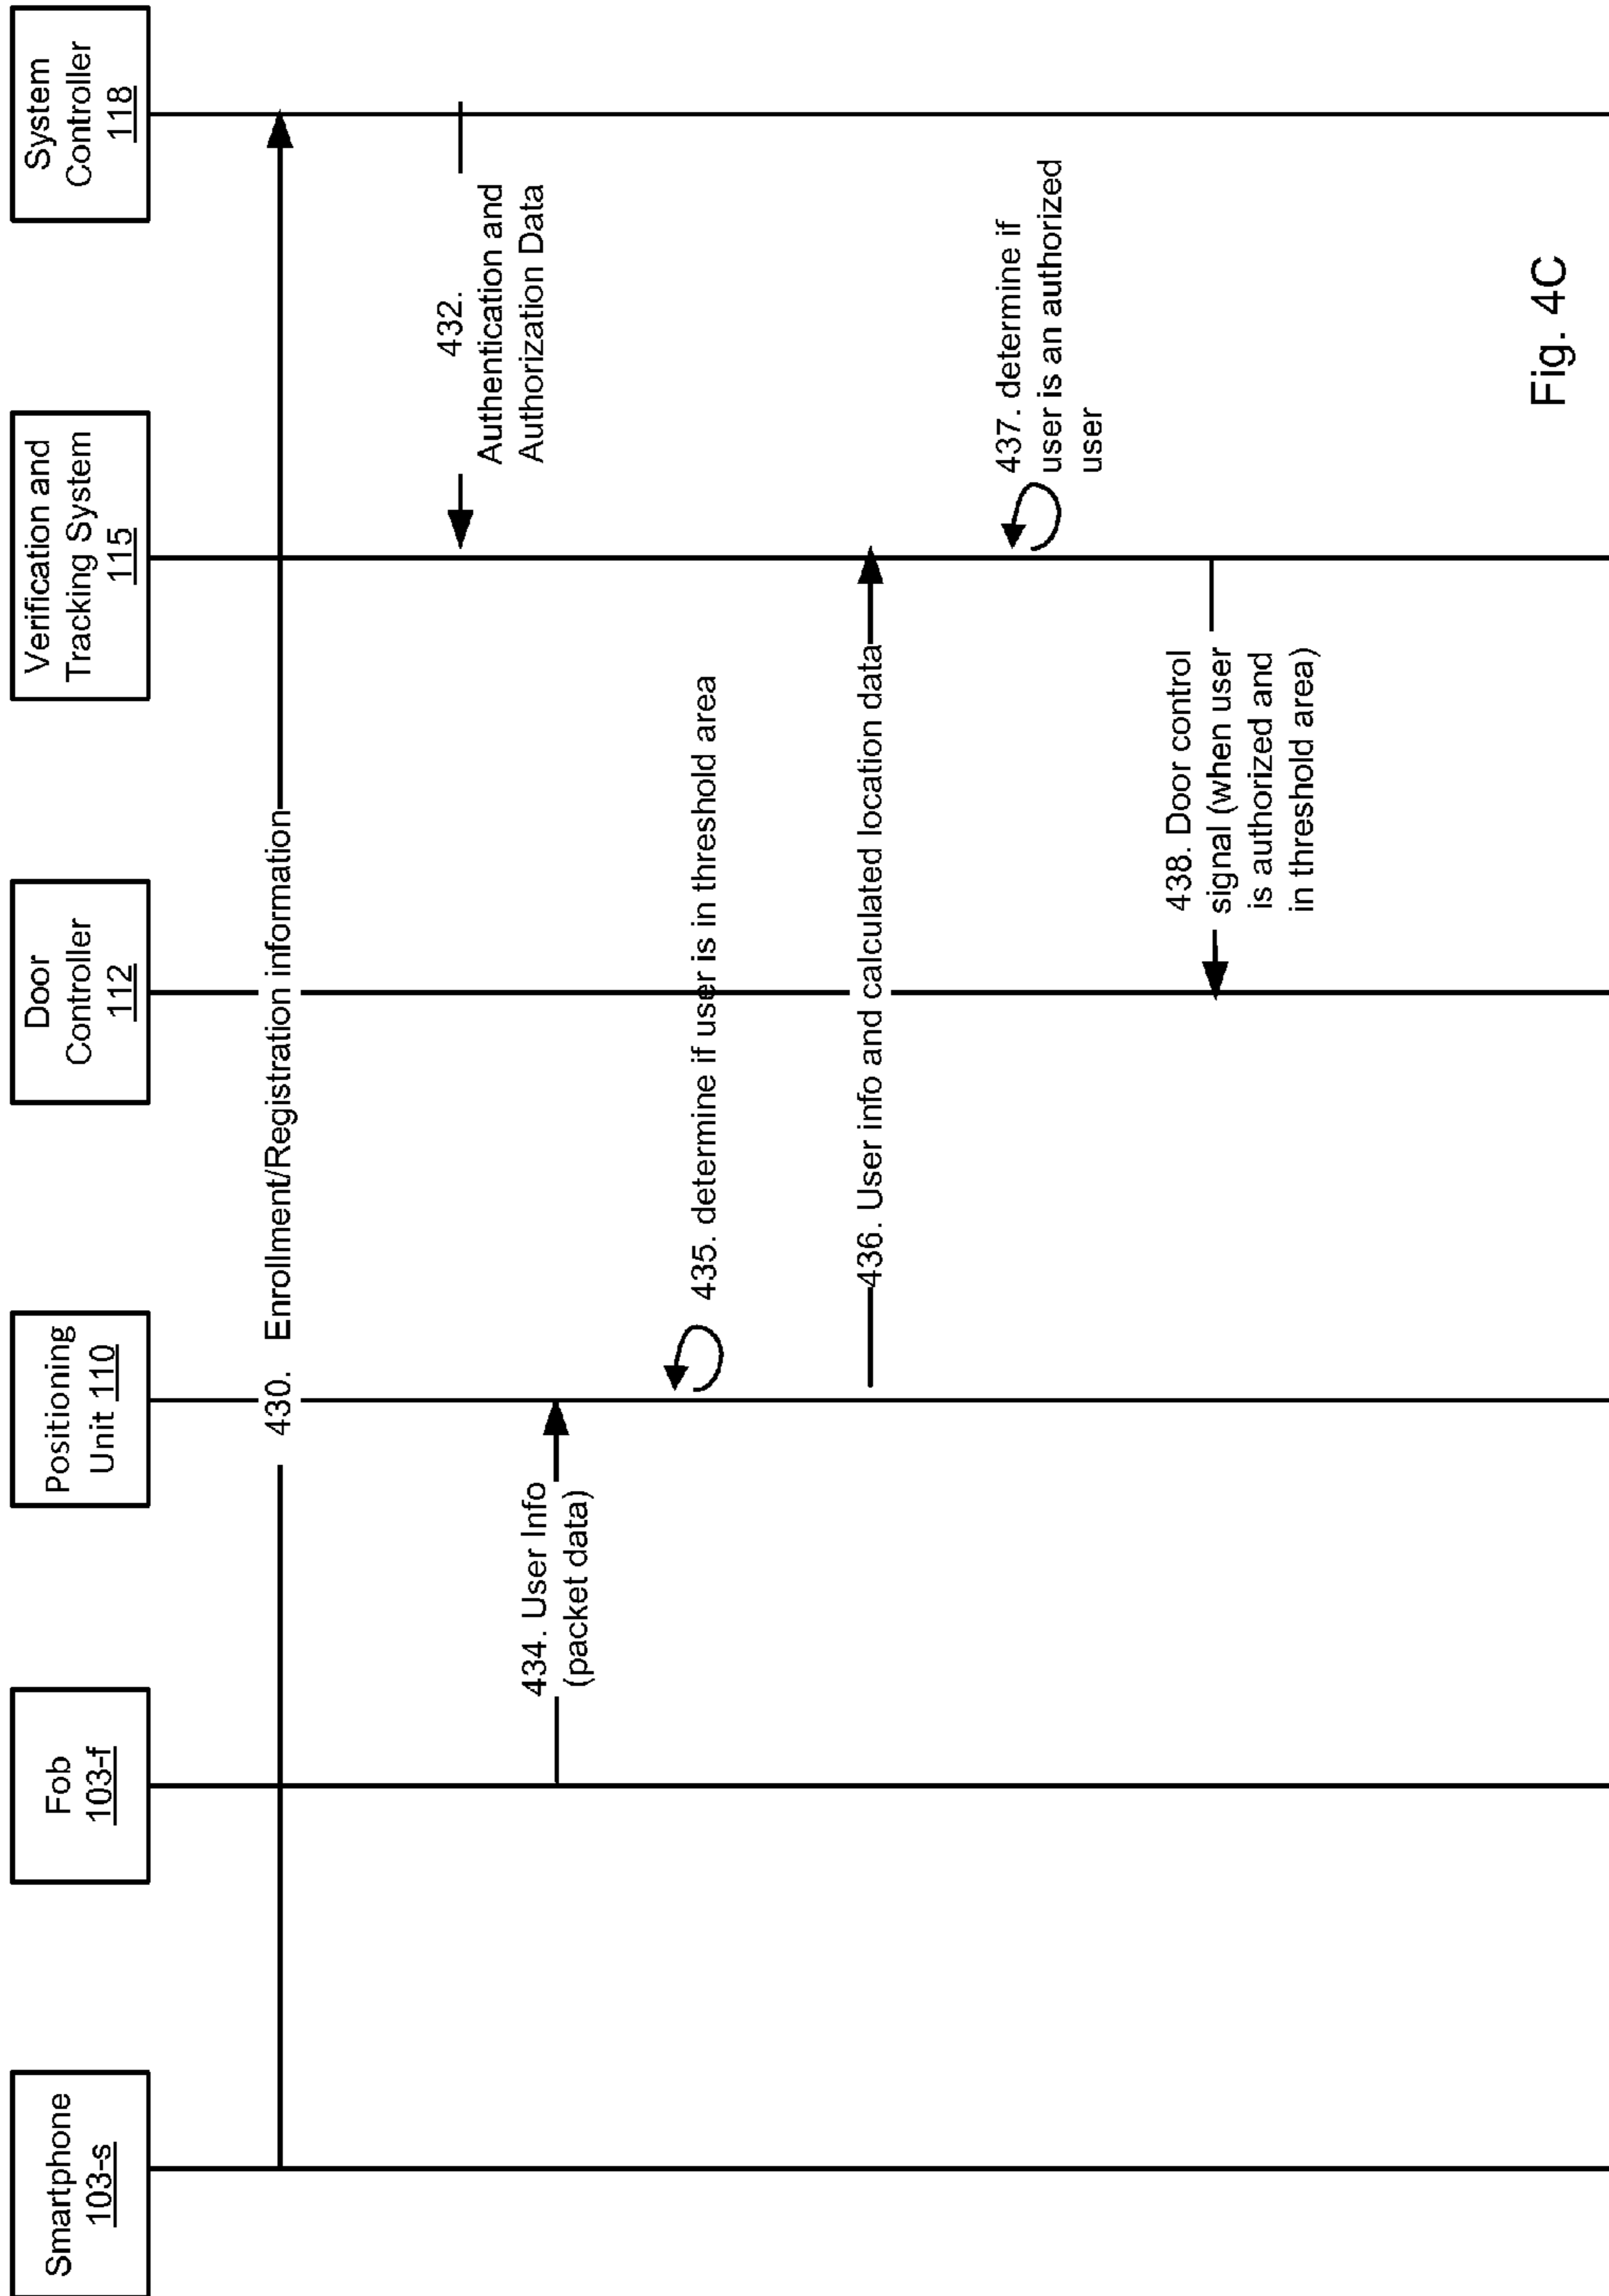 Smartphone
103-s
Fob
103-f
Positioning
Unit 110
Door
Controller
112
Verification and
Tracking System
115
System
Controller
118
430. Enrollment/Registration information
432.
Authentication and
Authorization Data
434. User Info
(packet data)
435. determine if user is in threshold area
436. User info and calculated location data
437. determine if
user is an authorized
user
438. Door control
signal (when user
is authorized and
in threshold area)
Fig. 4C